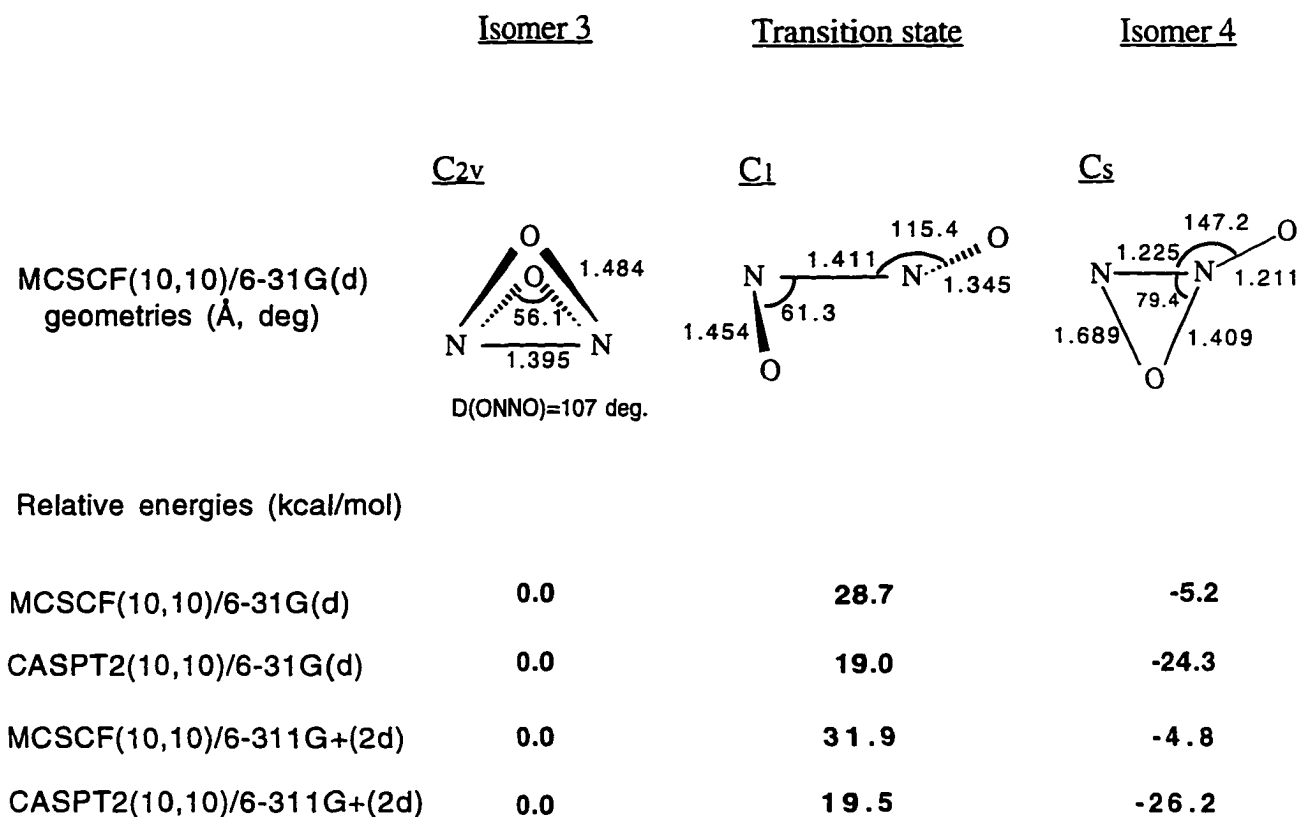 Isomer 3 Transition state Isomer 4
C2v C1 Cs
MCSCF(10,10)/6-31G(d)
geometries (Å, deg)
O
O
1.484
56.1
N N
1.395
D(ONNO)=107 deg.
115.4
O
1.411
N N
1.345
61.3
1.454
O
147.2
O
1.225
N N
1.211
79.4
1.689 1.409
O
Relative energies (kcal/mol)
MCSCF(10,10)/6-31G(d) 0.0 28.7 -5.2
CASPT2(10,10)/6-31G(d) 0.0 19.0 -24.3
MCSCF(10,10)/6-311G+(2d) 0.0 31.9 -4.8
CASPT2(10,10)/6-311G+(2d) 0.0 19.5 -26.2